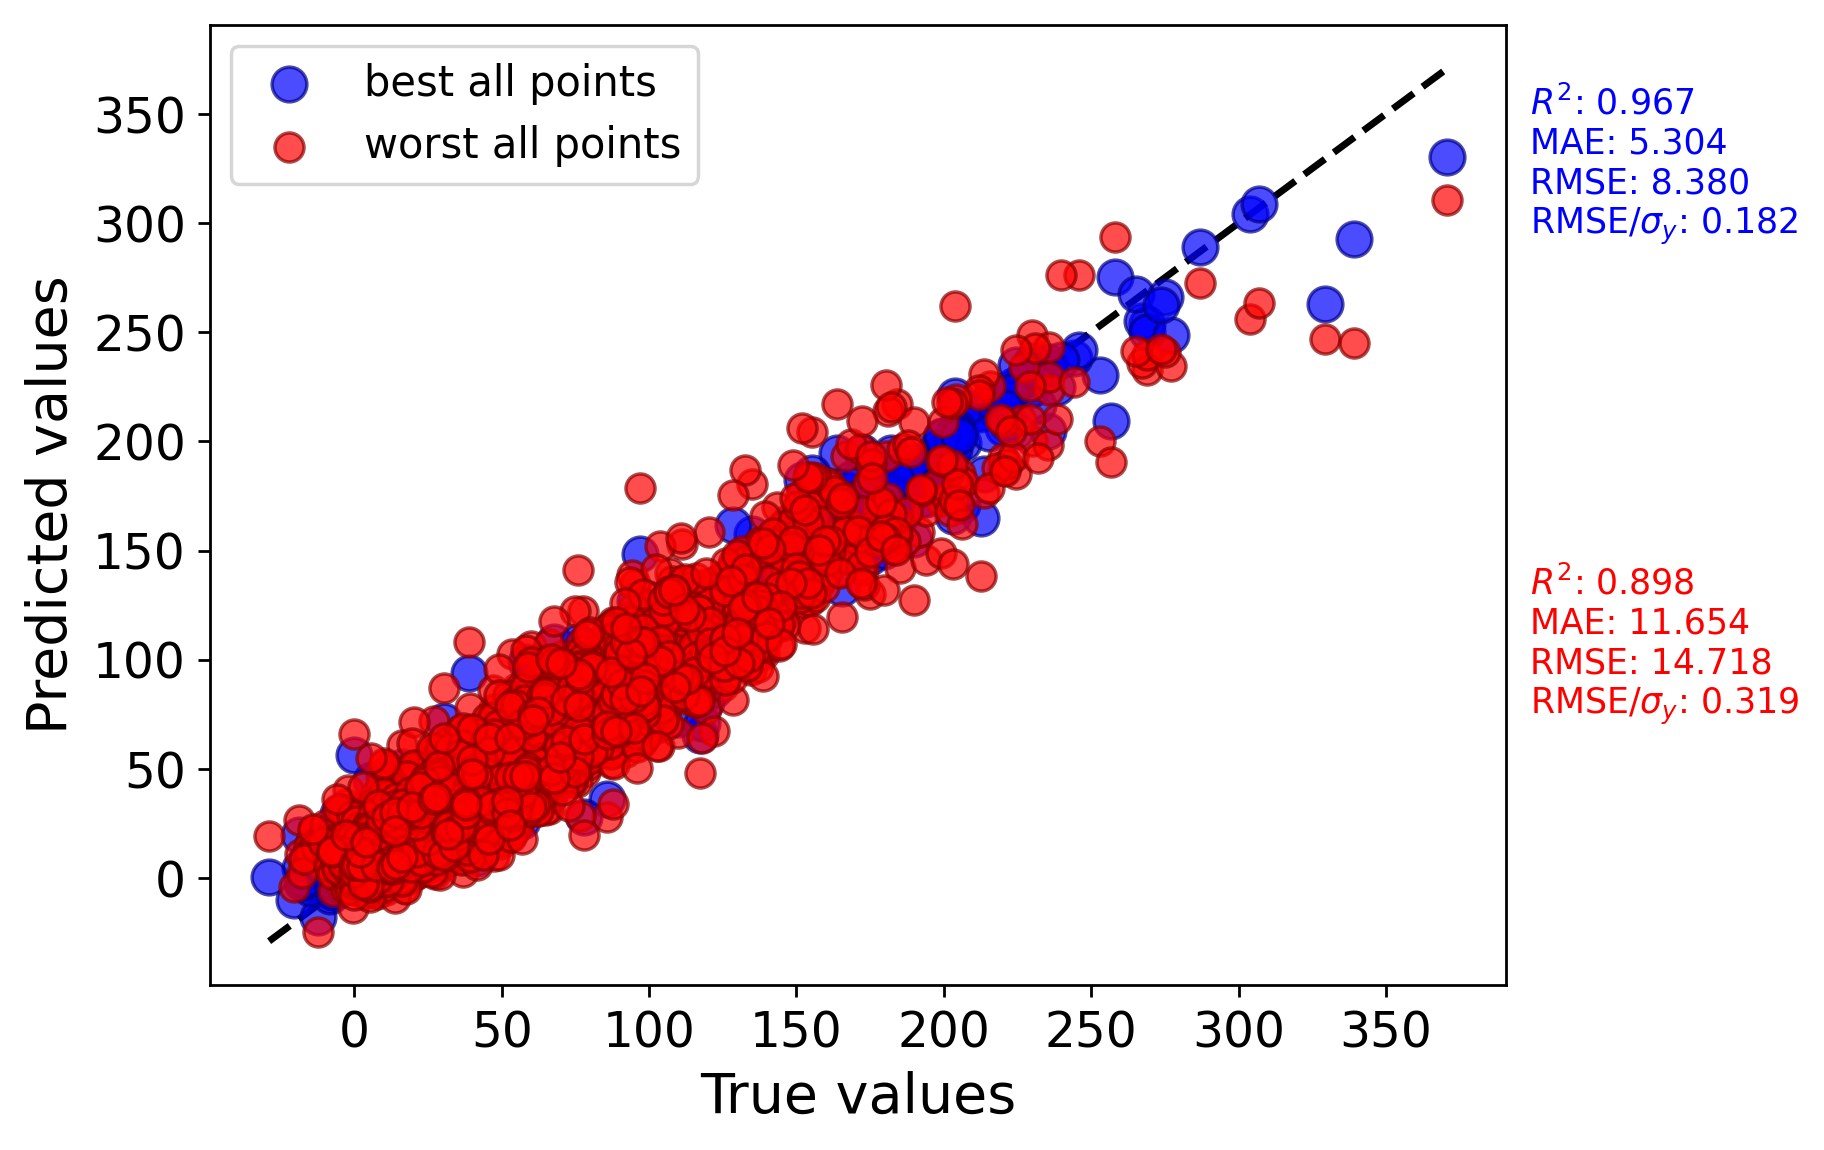 best all points
worst all points
Predicted values
350
300
250
200
150
100
50
0
0 50 100 150 200 250 300 350
True values
R²: 0.967
MAE: 5.304
RMSE: 8.380
RMSE/σ_y: 0.182
R²: 0.898
MAE: 11.654
RMSE: 14.718
RMSE/σ_y: 0.319